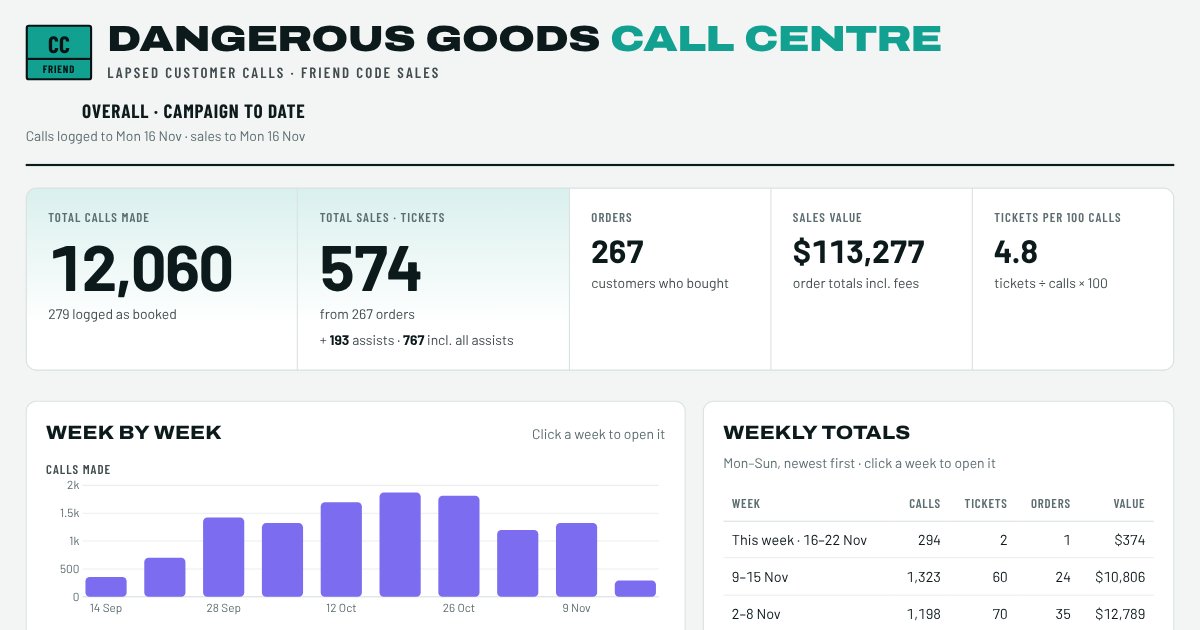 CC
FRIEND
DANGEROUS GOODS CALL CENTRE
LAPSED CUSTOMER CALLS · FRIEND CODE SALES
OVERALL · CAMPAIGN TO DATE
Calls logged to Mon 16 Nov · sales to Mon 16 Nov
TOTAL CALLS MADE
12,060
279 logged as booked
TOTAL SALES · TICKETS
574
from 267 orders
+ 193 assists · 767 incl. all assists
ORDERS
267
customers who bought
SALES VALUE
$113,277
order totals incl. fees
TICKETS PER 100 CALLS
4.8
tickets ÷ calls × 100
WEEK BY WEEK
Click a week to open it
CALLS MADE
2k
1.5k
1k
500
0
14 Sep 28 Sep 12 Oct 26 Oct 9 Nov
WEEKLY TOTALS
Mon–Sun, newest first · click a week to open it
WEEK CALLS TICKETS ORDERS VALUE
This week · 16–22 Nov 294 2 1 $374
9–15 Nov 1,323 60 24 $10,806
2–8 Nov 1,198 70 35 $12,789